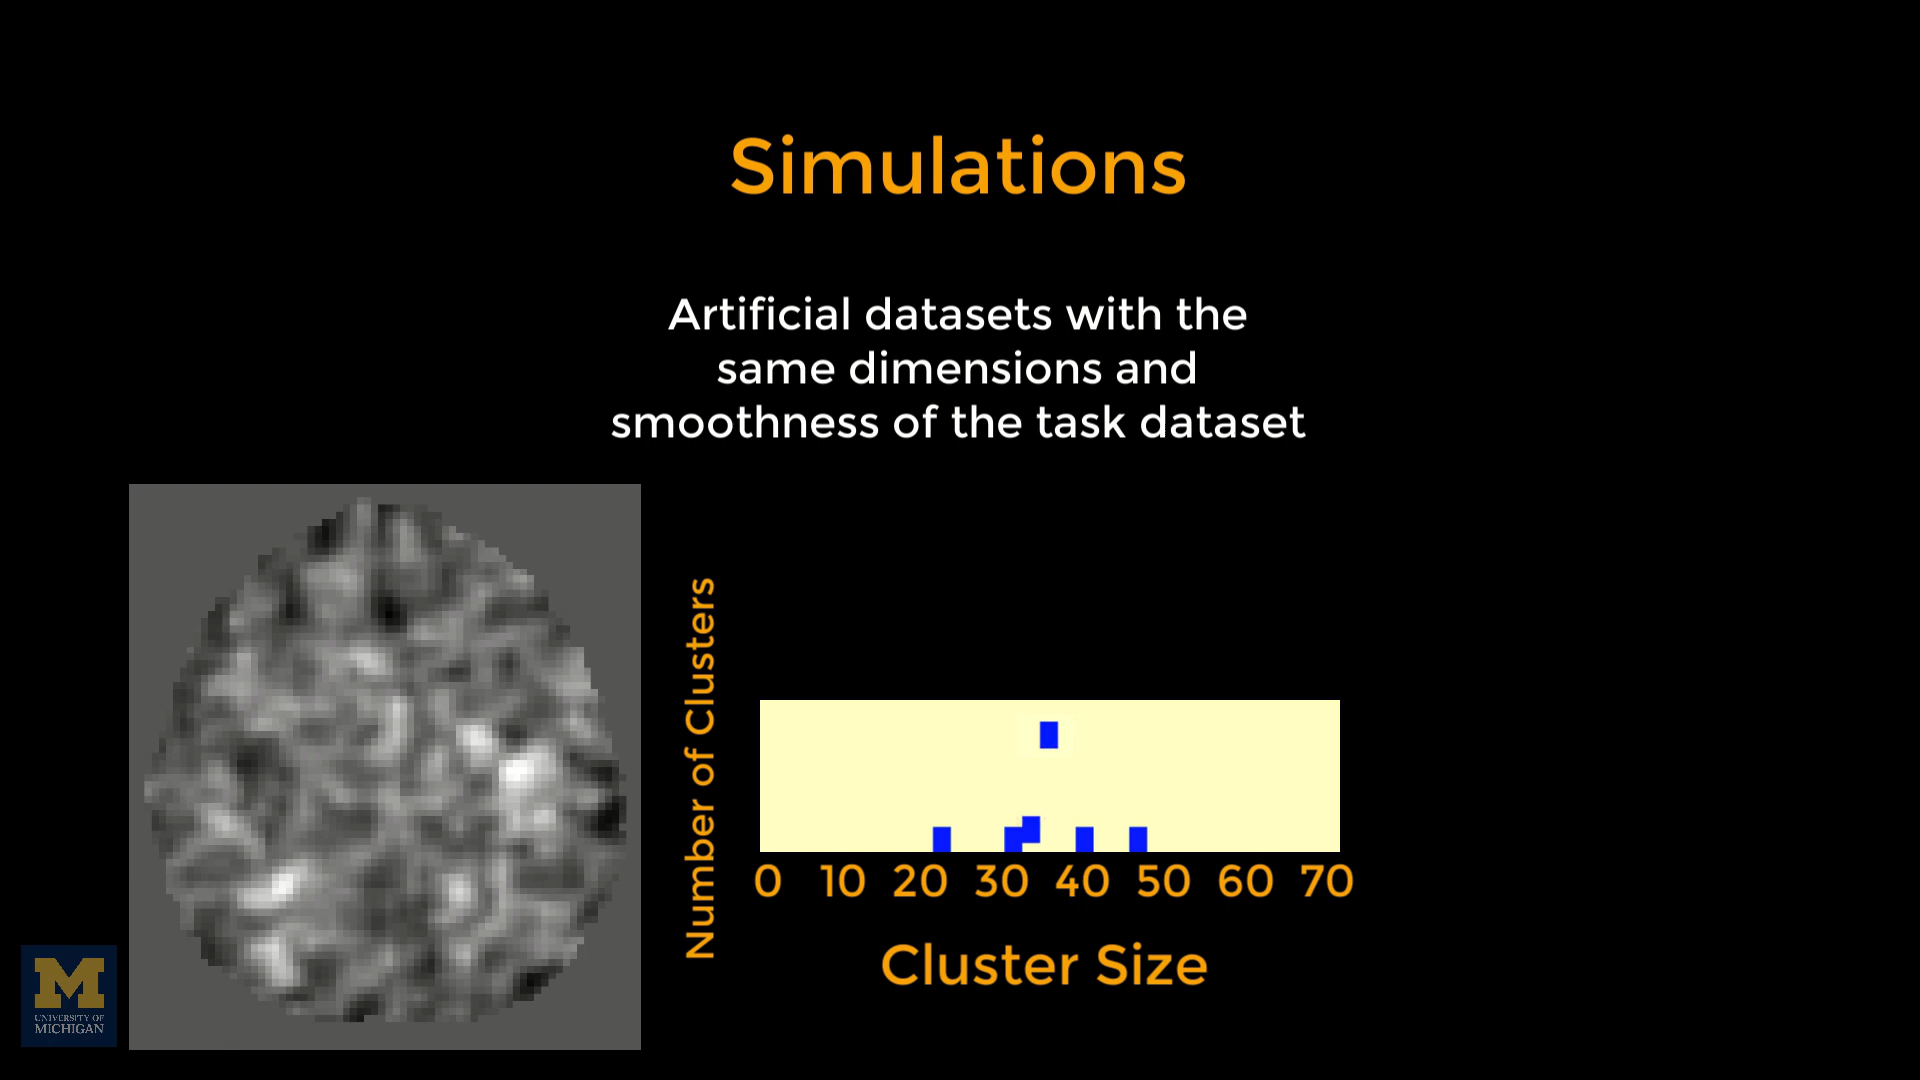 Simulations
Artificial datasets with the
same dimensions and
smoothness of the task dataset
Number of Clusters
0 10 20 30 40 50 60 70
Cluster Size
M
UNIVERSITY OF
MICHIGAN